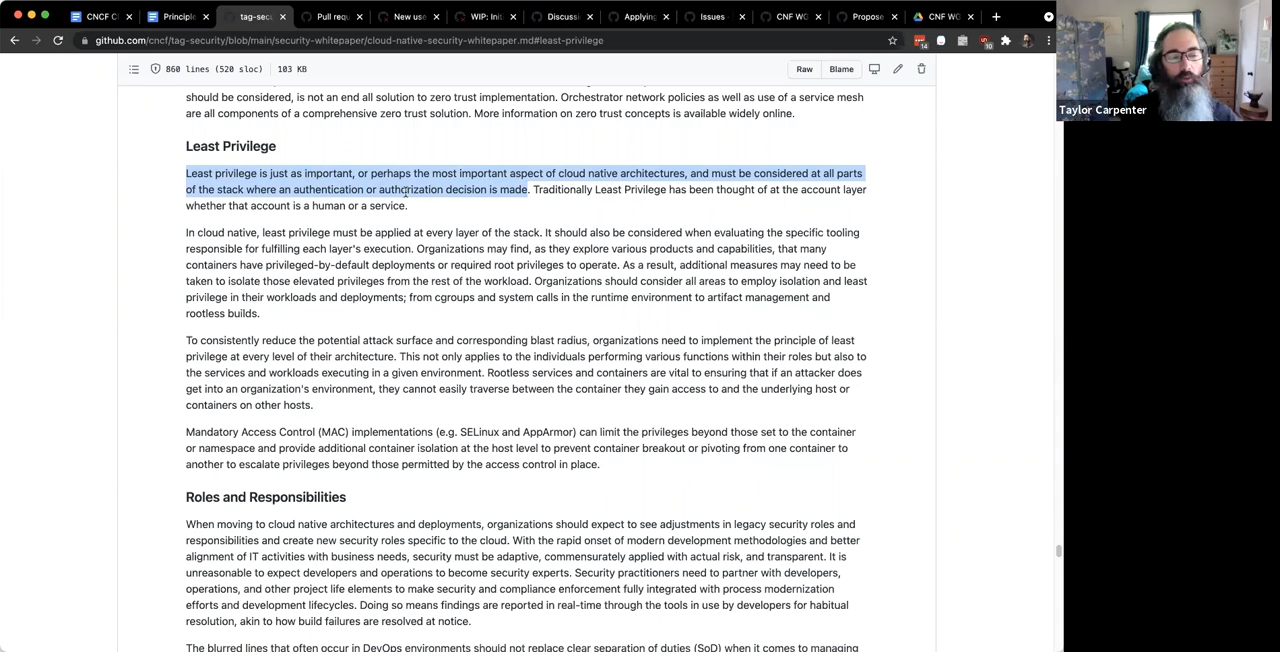 CNCF Cl
Principle
tag-secu
Pull requ
New use
WIP: Init
Discussi
Applying
Issues
CNF WG
Propose
CNF WG
github.com/cncf/tag-security/blob/main/security-whitepaper/cloud-native-security-whitepaper.md#least-privilege
14
10
860 lines (520 sloc) 103 KB
Raw Blame
Taylor Carpenter
should be considered, is not an end all solution to zero trust implementation. Orchestrator network policies as well as use of a service mesh
are all components of a comprehensive zero trust solution. More information on zero trust concepts is available widely online.
Least Privilege
Least privilege is just as important, or perhaps the most important aspect of cloud native architectures, and must be considered at all parts
of the stack where an authentication or authorization decision is made. Traditionally Least Privilege has been thought of at the account layer
whether that account is a human or a service.
In cloud native, least privilege must be applied at every layer of the stack. It should also be considered when evaluating the specific tooling
responsible for fulfilling each layer's execution. Organizations may find, as they explore various products and capabilities, that many
containers have privileged-by-default deployments or required root privileges to operate. As a result, additional measures may need to be
taken to isolate those elevated privileges from the rest of the workload. Organizations should consider all areas to employ isolation and least
privilege in their workloads and deployments; from cgroups and system calls in the runtime environment to artifact management and
rootless builds.
To consistently reduce the potential attack surface and corresponding blast radius, organizations need to implement the principle of least
privilege at every level of their architecture. This not only applies to the individuals performing various functions within their roles but also to
the services and workloads executing in a given environment. Rootless services and containers are vital to ensuring that if an attacker does
get into an organization's environment, they cannot easily traverse between the container they gain access to and the underlying host or
containers on other hosts.
Mandatory Access Control (MAC) implementations (e.g. SELinux and AppArmor) can limit the privileges beyond those set to the container
or namespace and provide additional container isolation at the host level to prevent container breakout or pivoting from one container to
another to escalate privileges beyond those permitted by the access control in place.
Roles and Responsibilities
When moving to cloud native architectures and deployments, organizations should expect to see adjustments in legacy security roles and
responsibilities and create new security roles specific to the cloud. With the rapid onset of modern development methodologies and better
alignment of IT activities with business needs, security must be adaptive, commensurately applied with actual risk, and transparent. It is
unreasonable to expect developers and operations to become security experts. Security practitioners need to partner with developers,
operations, and other project life elements to make security and compliance enforcement fully integrated with process modernization
efforts and development lifecycles. Doing so means findings are reported in real-time through the tools in use by developers for habitual
resolution, akin to how build failures are resolved at notice.
The blurred lines that often occur in DevOps environments should not replace clear separation of duties (SoD) when it comes to managing